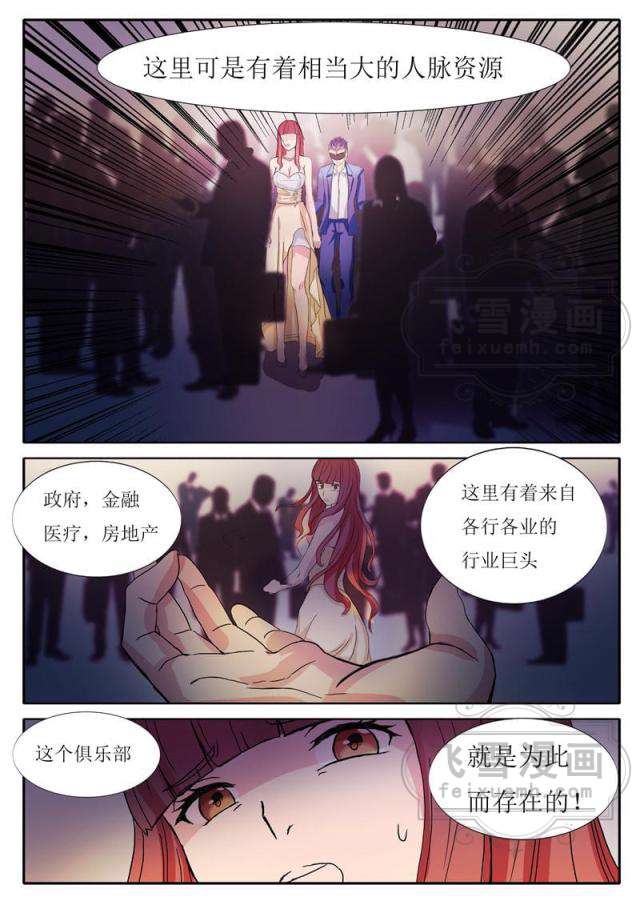 这里可是有着相当大的人脉资源
飞雪漫画
feixuemh.com
政府，金融
医疗，房地产
这里有着来自
各行各业的
行业巨头
这个俱乐部
就是为此
而存在的！
飞雪漫画
feixuemh.com